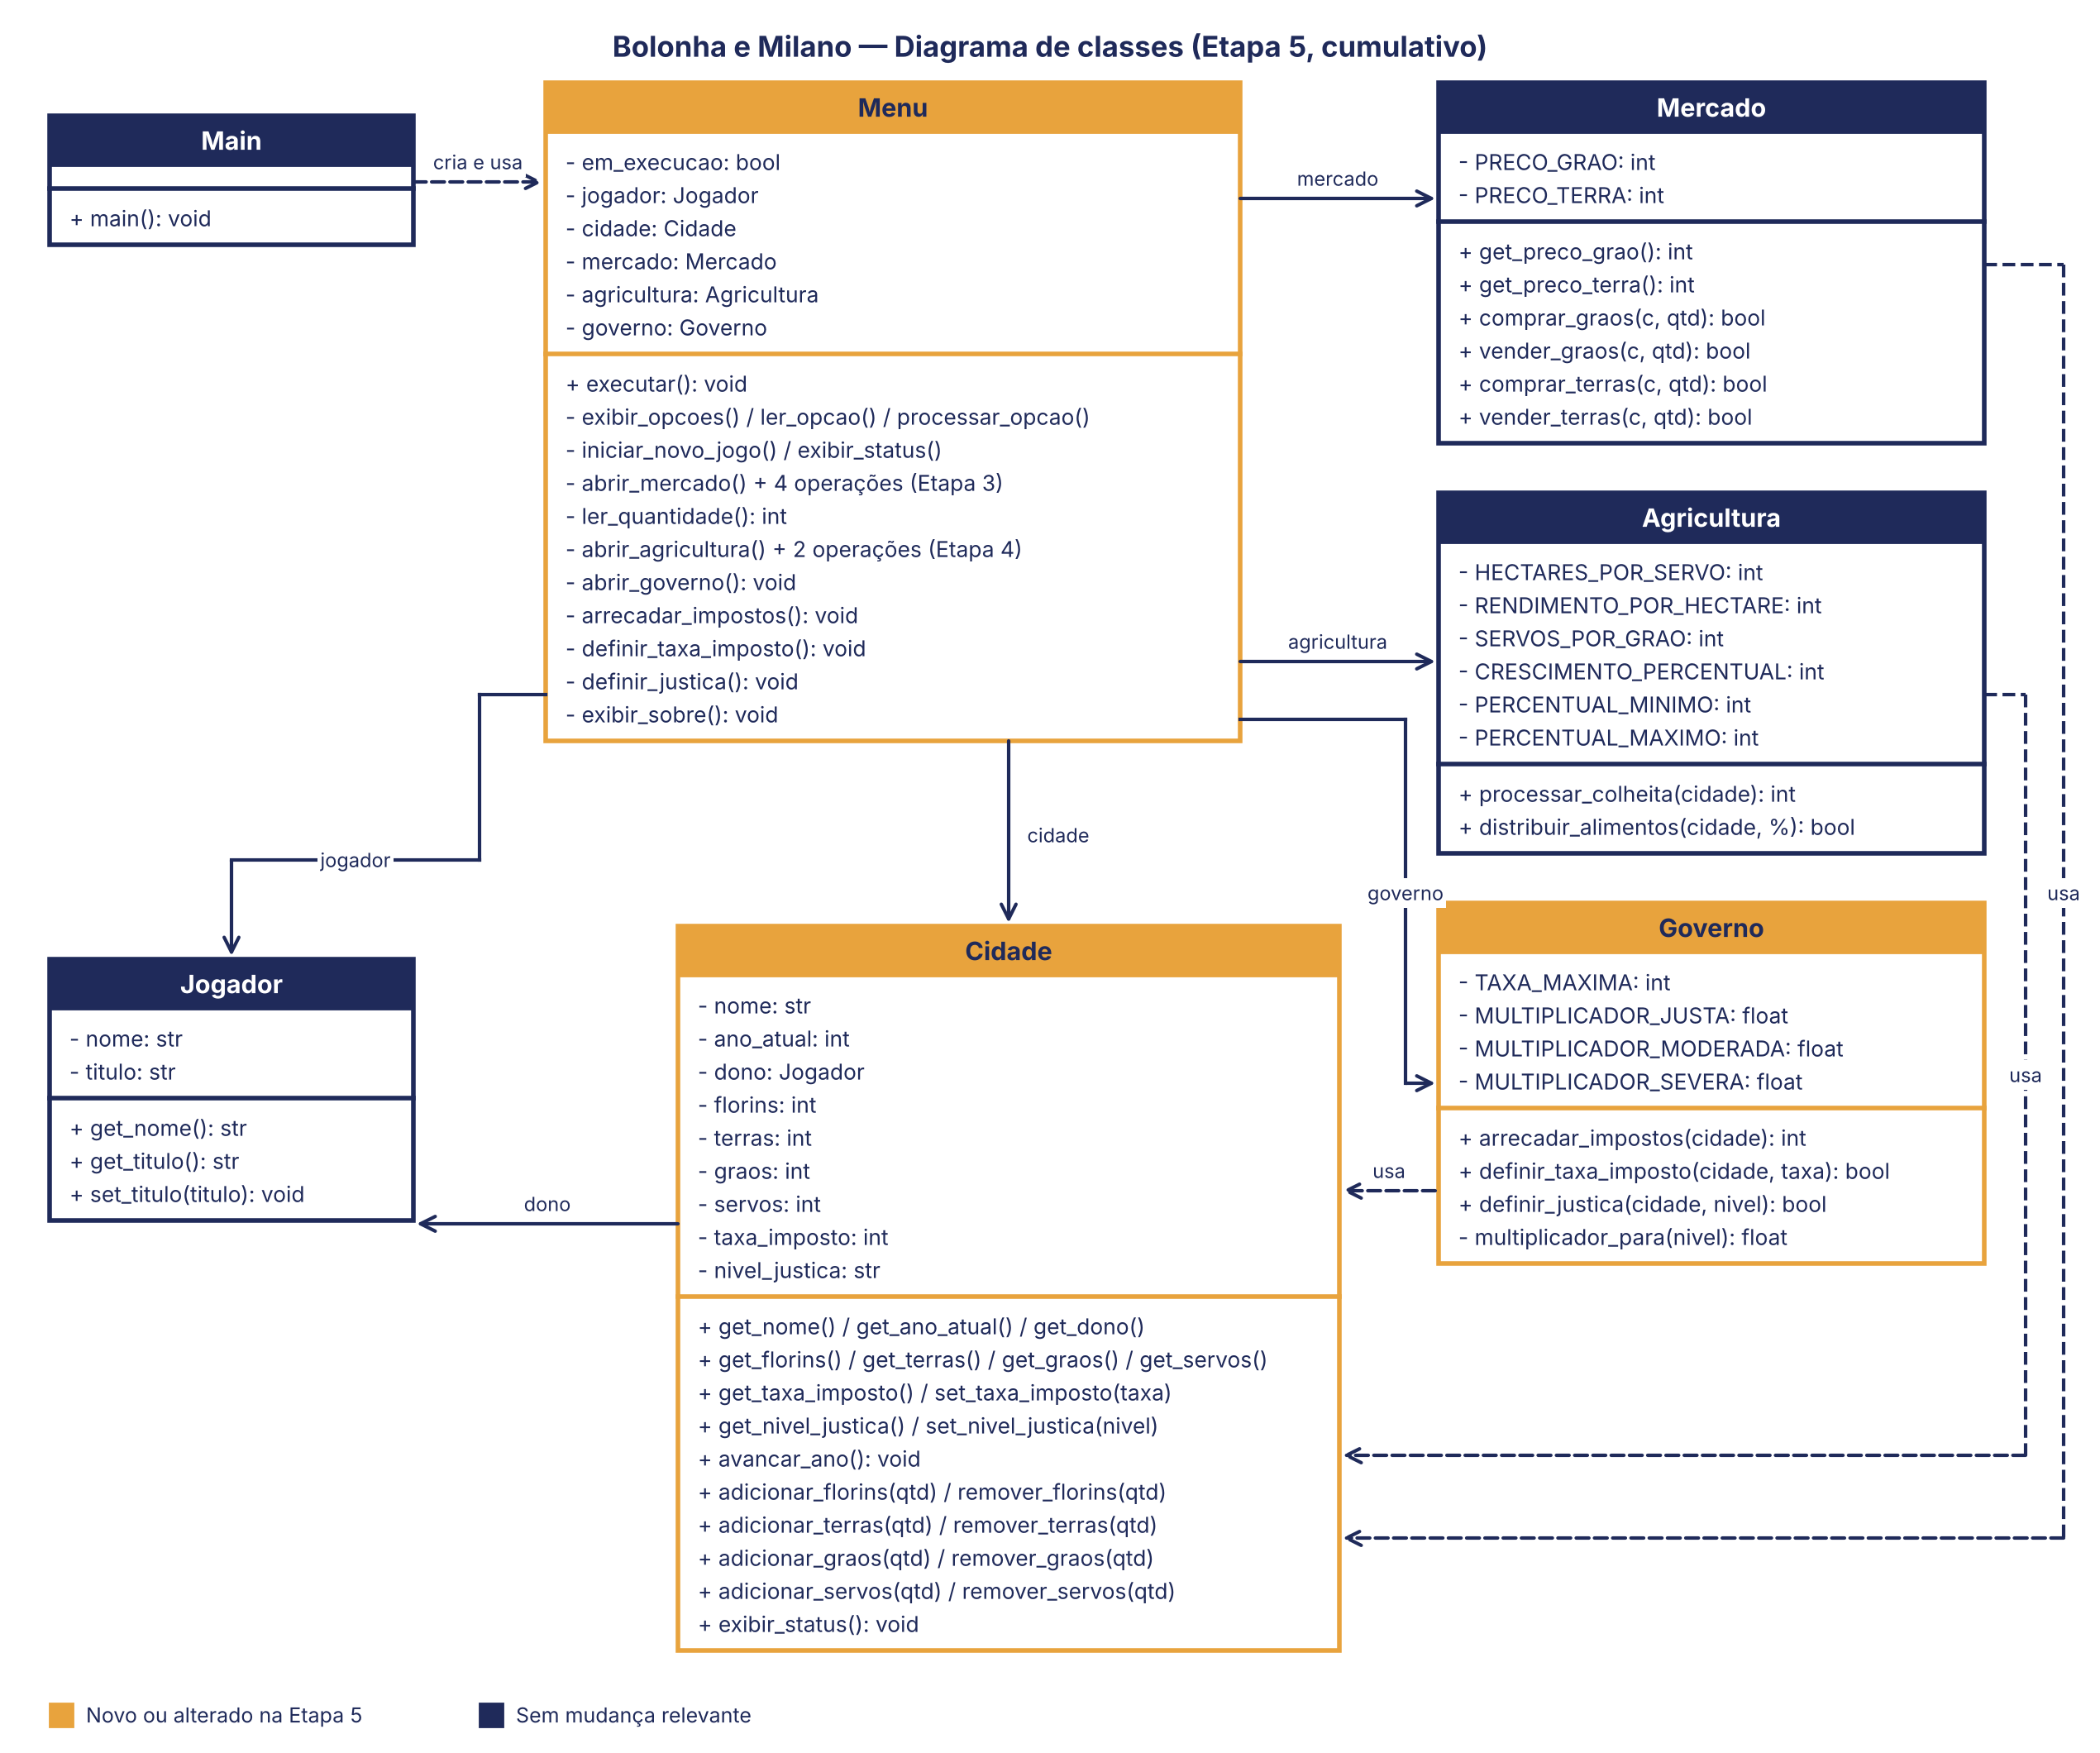 Bolonha e Milano — Diagrama de classes (Etapa 5, cumulativo)
Main
+ main(): void
cria e usa
Menu
- em_execucao: bool
- jogador: Jogador
- cidade: Cidade
- mercado: Mercado
- agricultura: Agricultura
- governo: Governo
+ executar(): void
- exibir_opcoes() / ler_opcao() / processar_opcao()
- iniciar_novo_jogo() / exibir_status()
- abrir_mercado() + 4 operações (Etapa 3)
- ler_quantidade(): int
- abrir_agricultura() + 2 operações (Etapa 4)
- abrir_governo(): void
- arrecadar_impostos(): void
- definir_taxa_imposto(): void
- definir_justica(): void
- exibir_sobre(): void
mercado
Mercado
- PRECO_GRAO: int
- PRECO_TERRA: int
+ get_preco_grao(): int
+ get_preco_terra(): int
+ comprar_graos(c, qtd): bool
+ vender_graos(c, qtd): bool
+ comprar_terras(c, qtd): bool
+ vender_terras(c, qtd): bool
agricultura
Agricultura
- HECTARES_POR_SERVO: int
- RENDIMENTO_POR_HECTARE: int
- SERVOS_POR_GRAO: int
- CRESCIMENTO_PERCENTUAL: int
- PERCENTUAL_MINIMO: int
- PERCENTUAL_MAXIMO: int
+ processar_colheita(cidade): int
+ distribuir_alimentos(cidade, %): bool
jogador
cidade
governo
usa
Jogador
- nome: str
- titulo: str
+ get_nome(): str
+ get_titulo(): str
+ set_titulo(titulo): void
dono
Cidade
- nome: str
- ano_atual: int
- dono: Jogador
- florins: int
- terras: int
- graos: int
- servos: int
- taxa_imposto: int
- nivel_justica: str
+ get_nome() / get_ano_atual() / get_dono()
+ get_florins() / get_terras() / get_graos() / get_servos()
+ get_taxa_imposto() / set_taxa_imposto(taxa)
+ get_nivel_justica() / set_nivel_justica(nivel)
+ avancar_ano(): void
+ adicionar_florins(qtd) / remover_florins(qtd)
+ adicionar_terras(qtd) / remover_terras(qtd)
+ adicionar_graos(qtd) / remover_graos(qtd)
+ adicionar_servos(qtd) / remover_servos(qtd)
+ exibir_status(): void
usa
Governo
- TAXA_MAXIMA: int
- MULTIPLICADOR_JUSTA: float
- MULTIPLICADOR_MODERADA: float
- MULTIPLICADOR_SEVERA: float
+ arrecadar_impostos(cidade): int
+ definir_taxa_imposto(cidade, taxa): bool
+ definir_justica(cidade, nivel): bool
- multiplicador_para(nivel): float
usa
Novo ou alterado na Etapa 5
Sem mudança relevante